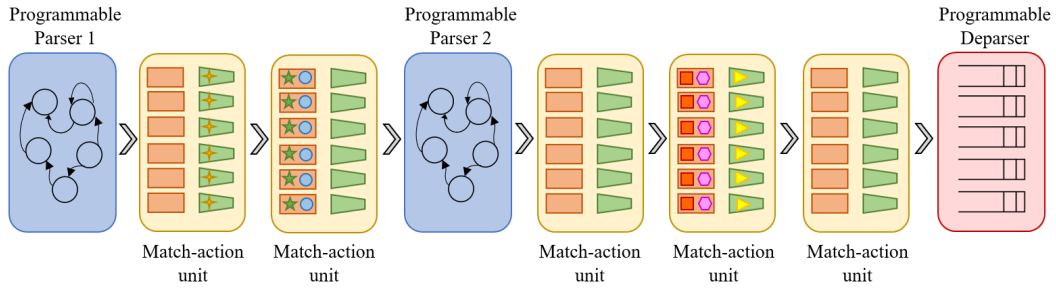 Programmable
Parser 1
Programmable
Parser 2
Programmable
Deparser
Match-action
unit
Match-action
unit
Match-action
unit
Match-action
unit
Match-action
unit